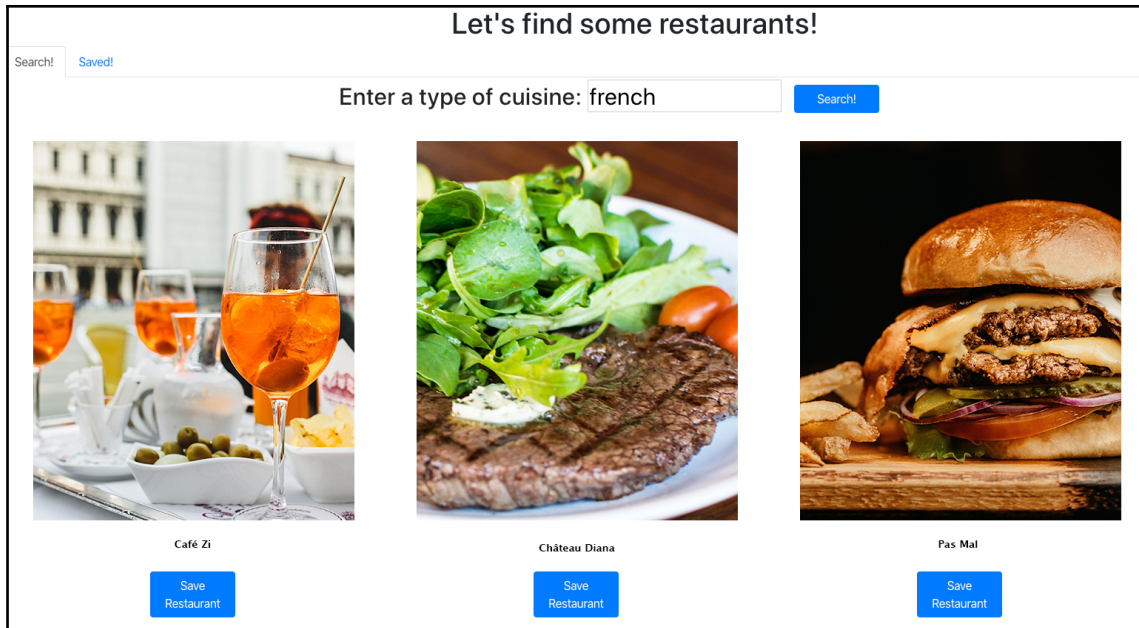 Let's find some restaurants!
Search! Saved!
Enter a type of cuisine: french Search!
Café Zi
Château Diana
Pas Mal
Save
Restaurant
Save
Restaurant
Save
Restaurant